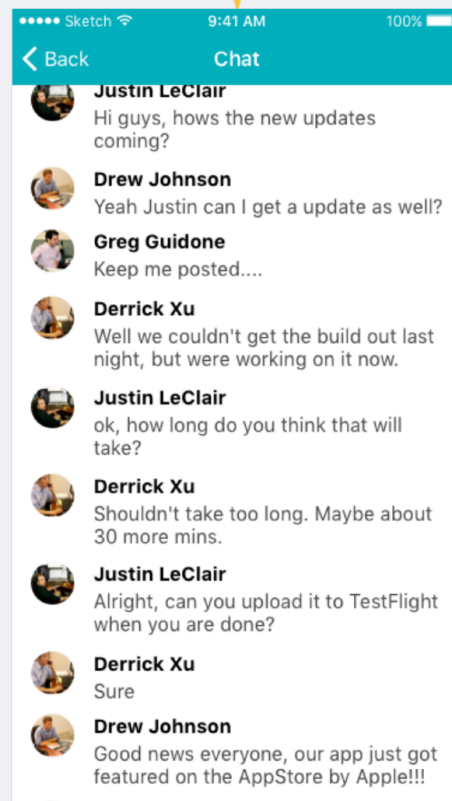 Sketch 9:41 AM 100%
Back Chat
Justin LeClair
Hi guys, hows the new updates
coming?
Drew Johnson
Yeah Justin can I get a update as well?
Greg Guidone
Keep me posted....
Derrick Xu
Well we couldn't get the build out last
night, but were working on it now.
Justin LeClair
ok, how long do you think that will
take?
Derrick Xu
Shouldn't take too long. Maybe about
30 more mins.
Justin LeClair
Alright, can you upload it to TestFlight
when you are done?
Derrick Xu
Sure
Drew Johnson
Good news everyone, our app just got
featured on the AppStore by Apple!!!